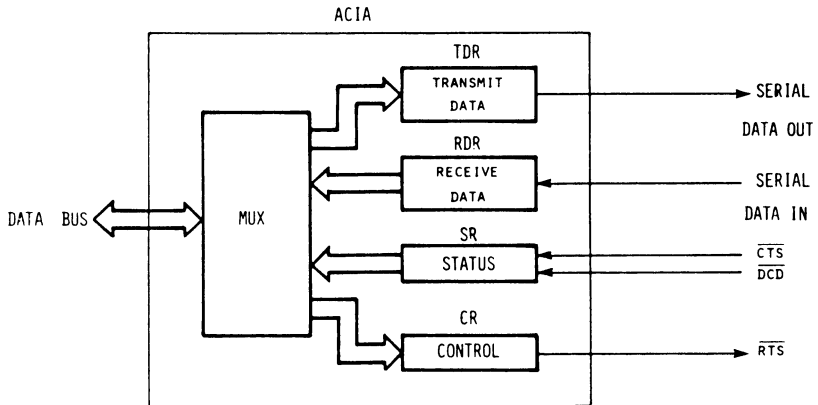 ACIA
TDR
TRANSMIT
DATA
SERIAL
DATA OUT
RDR
RECEIVE
DATA
SERIAL
DATA IN
DATA BUS
MUX
SR
STATUS
CTS
DCD
CR
CONTROL
RTS